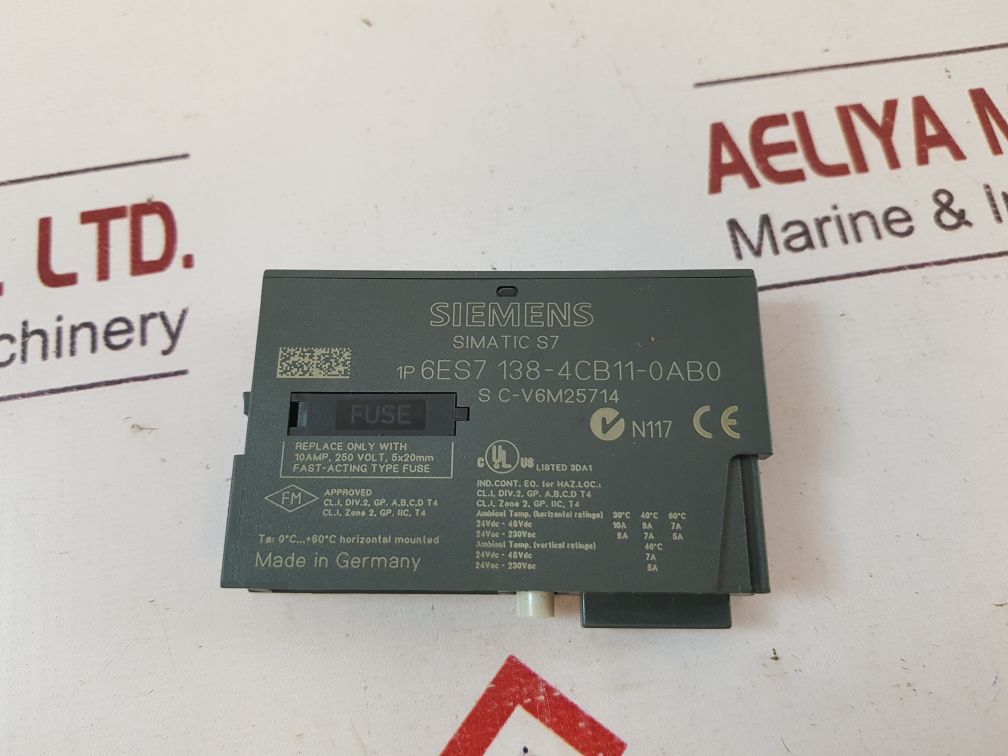 AELIYA M
Marine & In
. LTD.
chinery
SIEMENS
SIMATIC S7
1P 6ES7 138-4CB11-0AB0
S C-V6M25714
FUSE
N117 CE
REPLACE ONLY WITH
10AMP, 250 VOLT, 5x20mm
FAST-ACTING TYPE FUSE
C UL US LISTED 3DA1
FM
APPROVED
CL.I, DIV.2, GP. A,B,C,D T4
CL.I, Zone 2, GP. IIC, T4
IND.CONT. EQ. for HAZ.LOC.:
CL.I, DIV.2, GP. A,B,C,D T4
CL.I, Zone 2, GP. IIC, T4
Ambient Temp. (horizontal ratings) 30°C 40°C 60°C
24Vdc - 48Vdc 10A 9A 7A
24Vac - 230Vac 8A 7A 5A
Ambient Temp. (vertical ratings) 40°C
24Vdc - 48Vdc 7A
24Vac - 230Vac 5A
Ta: 0°C...+60°C horizontal mounted
Made in Germany